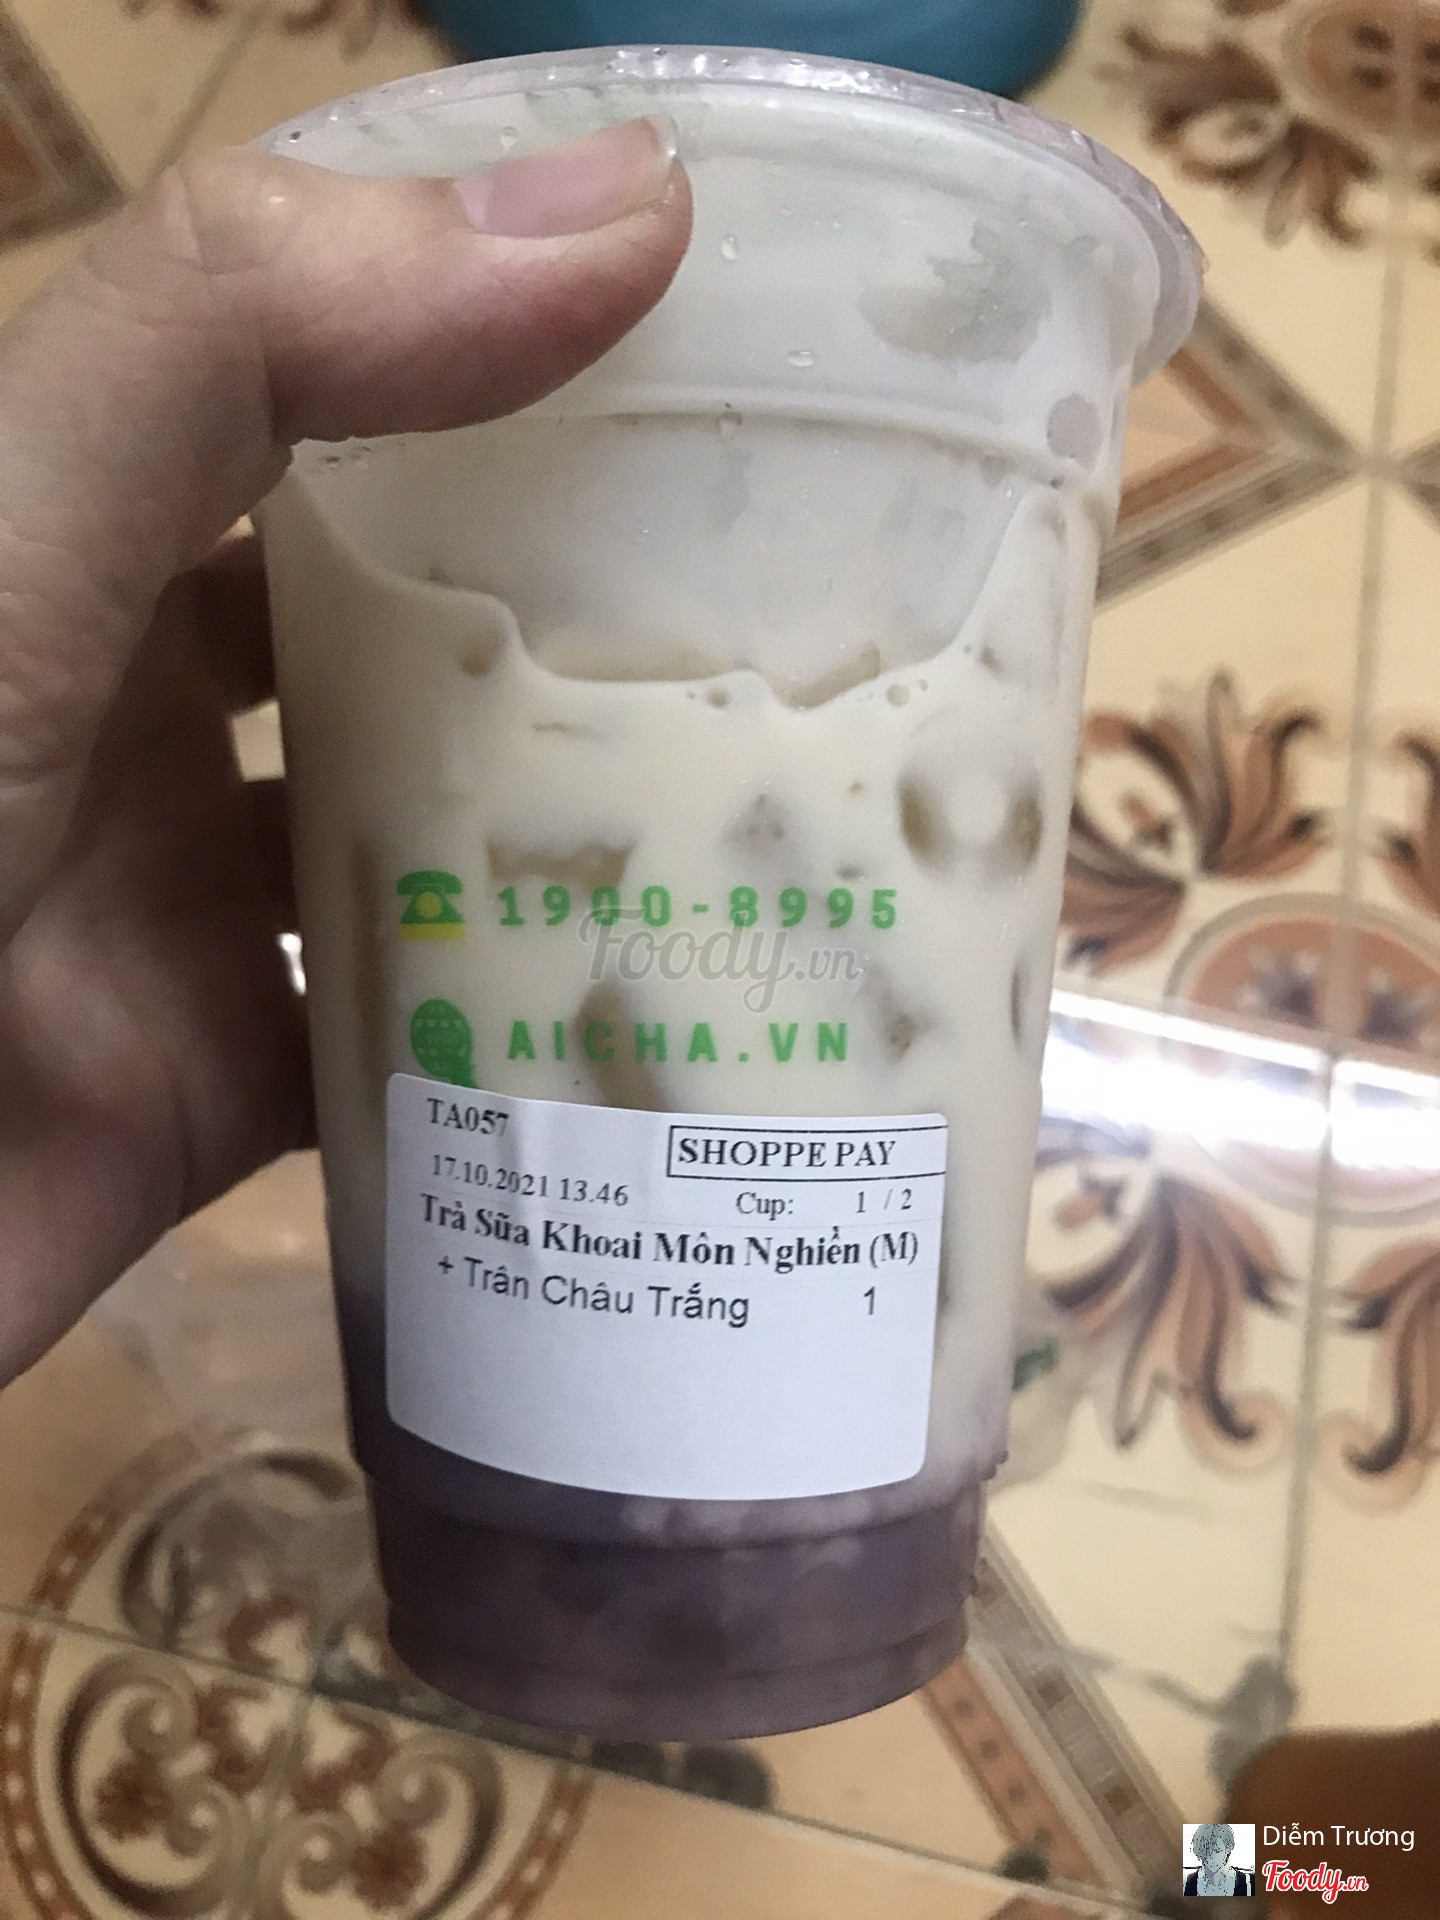 1900-8995
Foody.vn
AICHA.VN
TA057
SHOPPE PAY
17.10.2021 13.46
Cup: 1 / 2
Trà Sữa Khoai Môn Nghiền (M)
+ Trân Châu Trắng 1
Diễm Trương
Foody.vn